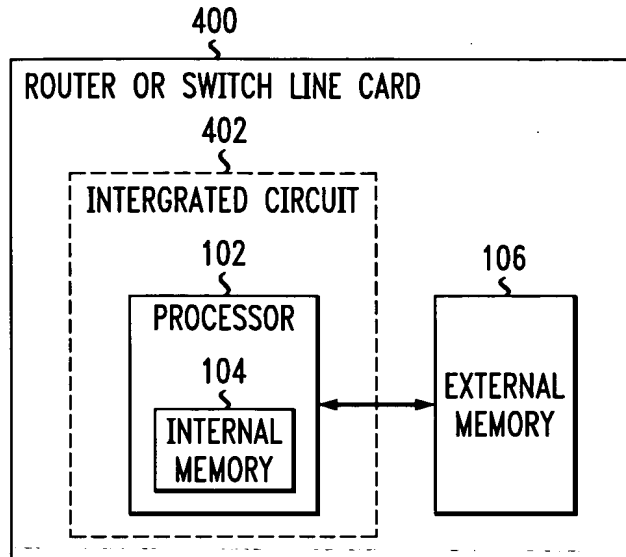 400
ROUTER OR SWITCH LINE CARD
402
INTERGRATED CIRCUIT
102
PROCESSOR
104
INTERNAL
MEMORY
106
EXTERNAL
MEMORY